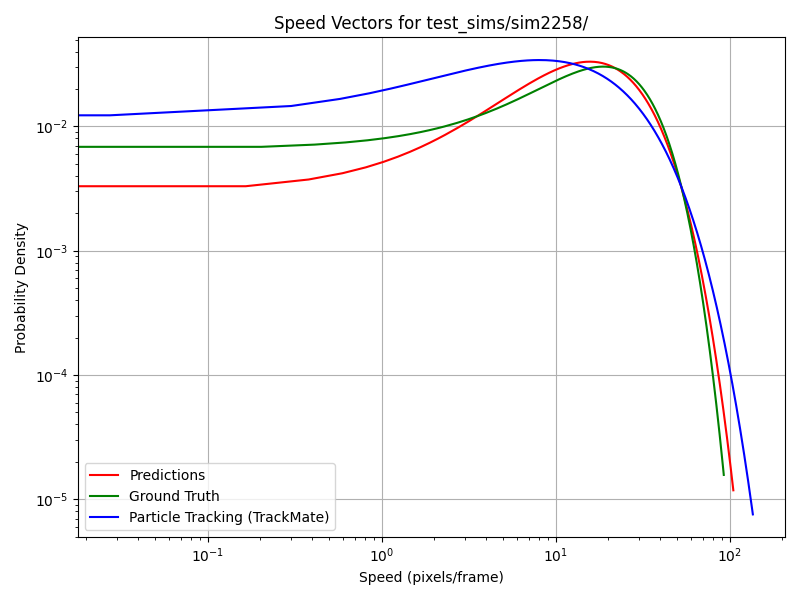 Speed Vectors for test_sims/sim2258/
Probability Density
10⁻²
10⁻³
10⁻⁴
10⁻⁵
Predictions
Ground Truth
Particle Tracking (TrackMate)
10⁻¹
10⁰
10¹
10²
Speed (pixels/frame)